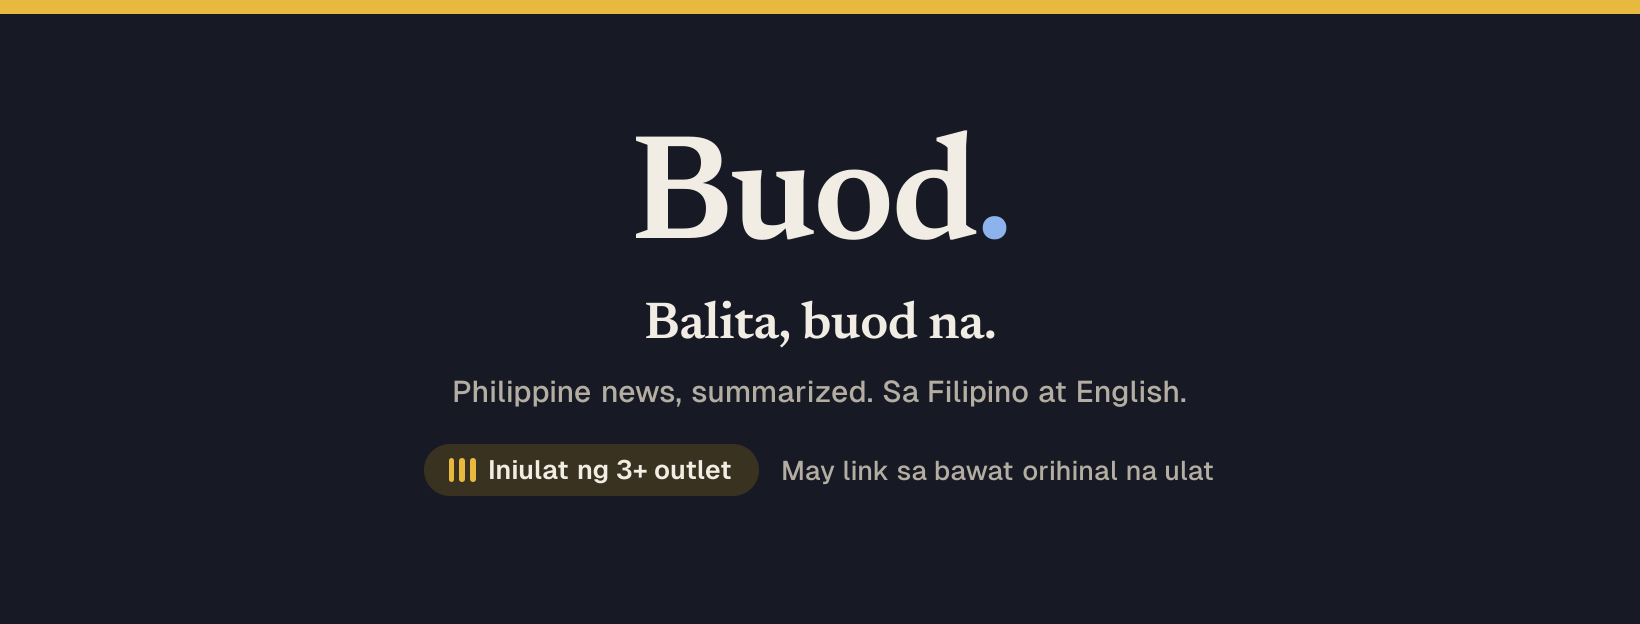 Buod.
Balita, buod na.
Philippine news, summarized. Sa Filipino at English.
Iniulat ng 3+ outlet May link sa bawat orihinal na ulat